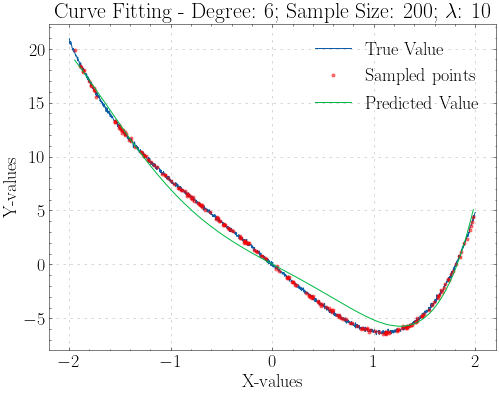 Curve Fitting - Degree: 6; Sample Size: 200; λ: 10
True Value
Sampled points
Predicted Value
Y-values
20
15
10
5
0
−5
−2
−1
0
1
2
X-values